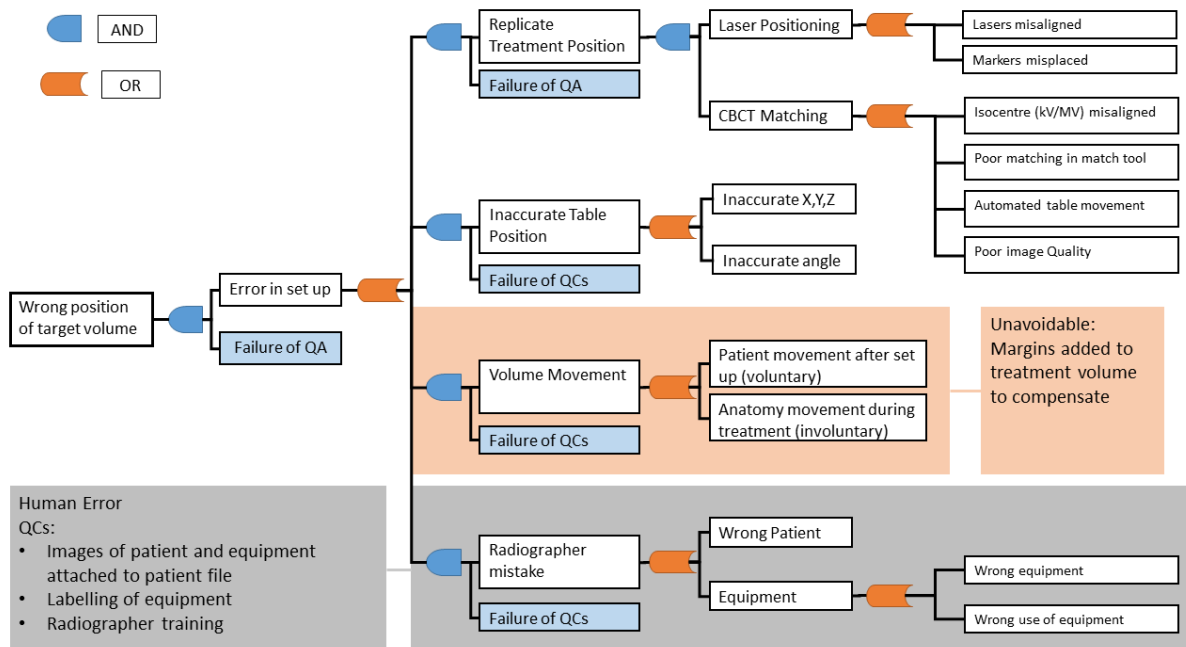 AND
OR
Wrong position
of target volume
Error in set up
Failure of QA
Replicate
Treatment Position
Failure of QA
Laser Positioning
Lasers misaligned
Markers misplaced
CBCT Matching
Isocentre (kV/MV) misaligned
Poor matching in match tool
Automated table movement
Poor image Quality
Inaccurate Table
Position
Failure of QCs
Inaccurate X,Y,Z
Inaccurate angle
Volume Movement
Failure of QCs
Patient movement after set
up (voluntary)
Anatomy movement during
treatment (involuntary)
Unavoidable:
Margins added to
treatment volume
to compensate
Human Error
QCs:
• Images of patient and equipment
attached to patient file
• Labelling of equipment
• Radiographer training
Radiographer
mistake
Failure of QCs
Wrong Patient
Equipment
Wrong equipment
Wrong use of equipment